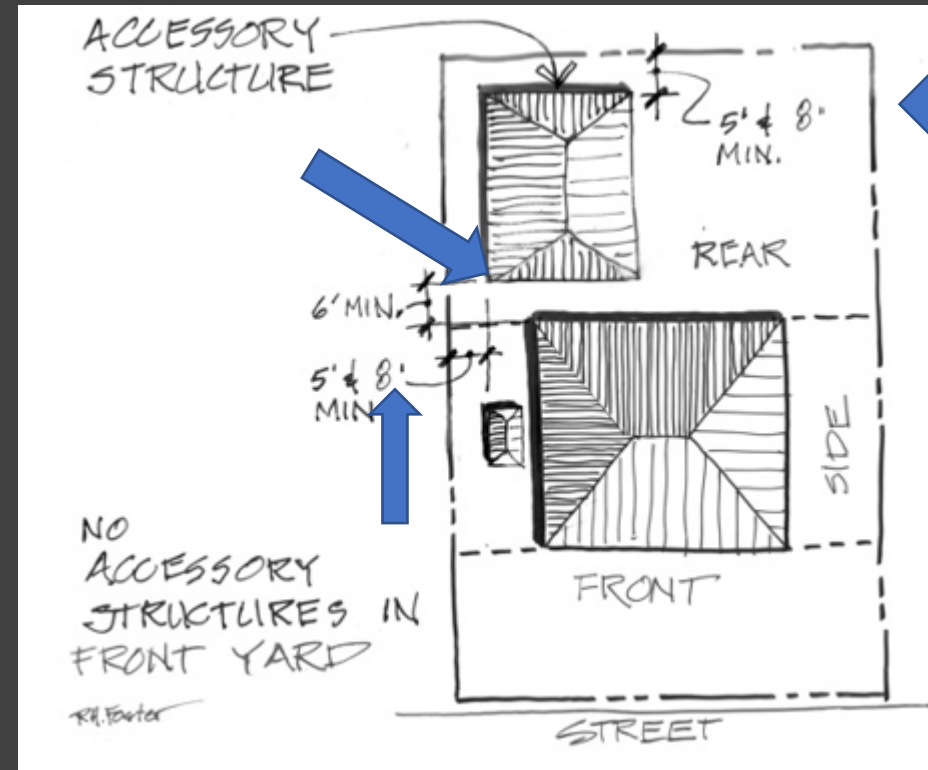 ACCESSORY
STRUCTURE
5' & 8'
MIN.
REAR
6' MIN.
5' & 8'
MIN
SIDE
NO
ACCESSORY
STRUCTURES IN
FRONT YARD
FRONT
R.H. Foster
STREET